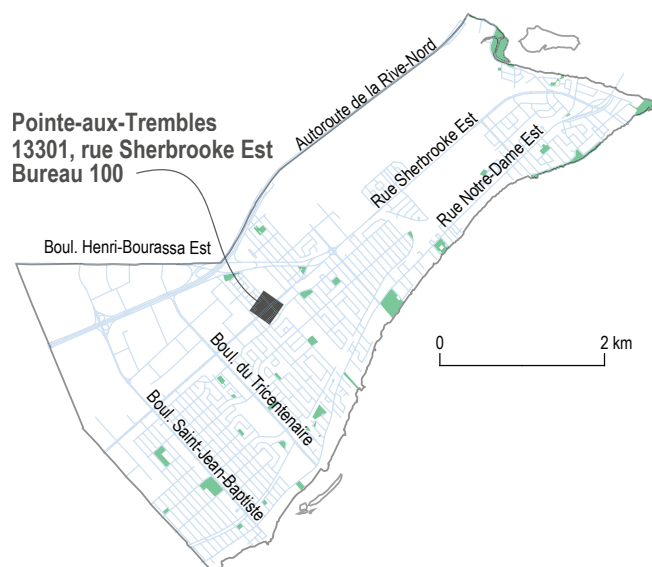 Autoroute de la Rive-Nord
Pointe-aux-Trembles
13301, rue Sherbrooke Est
Bureau 100
Rue Sherbrooke Est
Rue Notre-Dame Est
Boul. Henri-Bourassa Est
0 2 km
Boul. du Tricentenaire
Boul. Saint-Jean-Baptiste